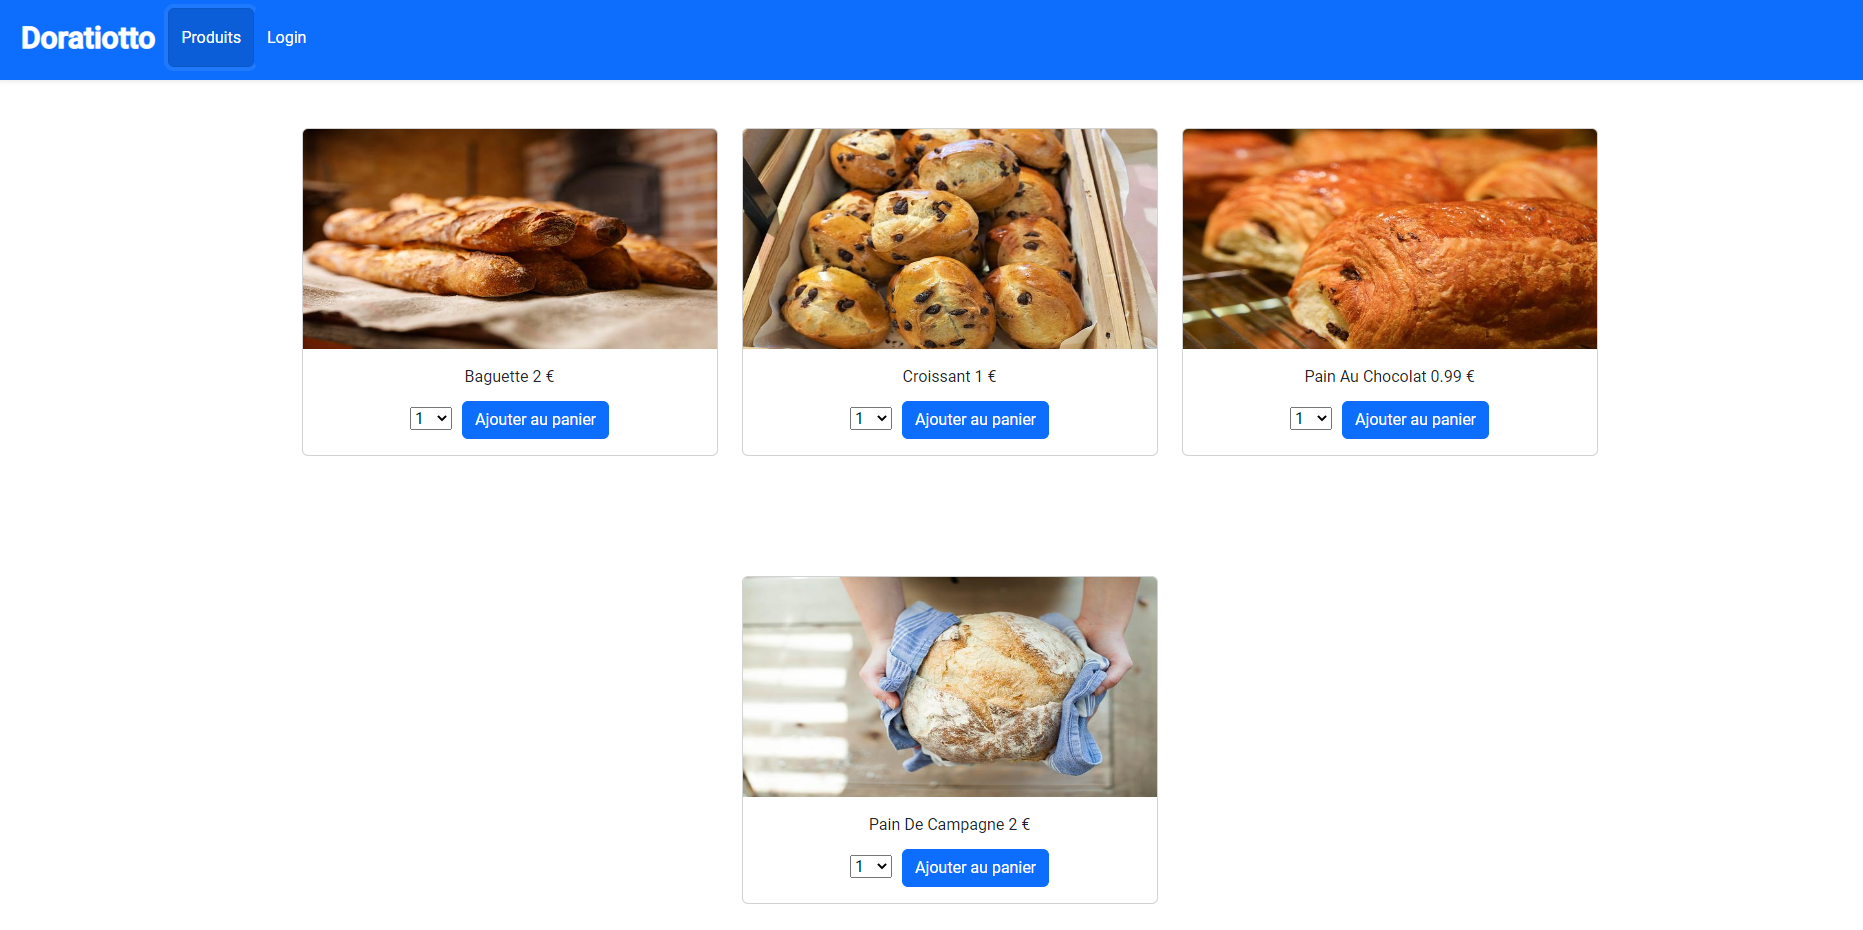 Doratiotto Produits Login
Baguette 2 €
1 Ajouter au panier
Croissant 1 €
1 Ajouter au panier
Pain Au Chocolat 0.99 €
1 Ajouter au panier
Pain De Campagne 2 €
1 Ajouter au panier